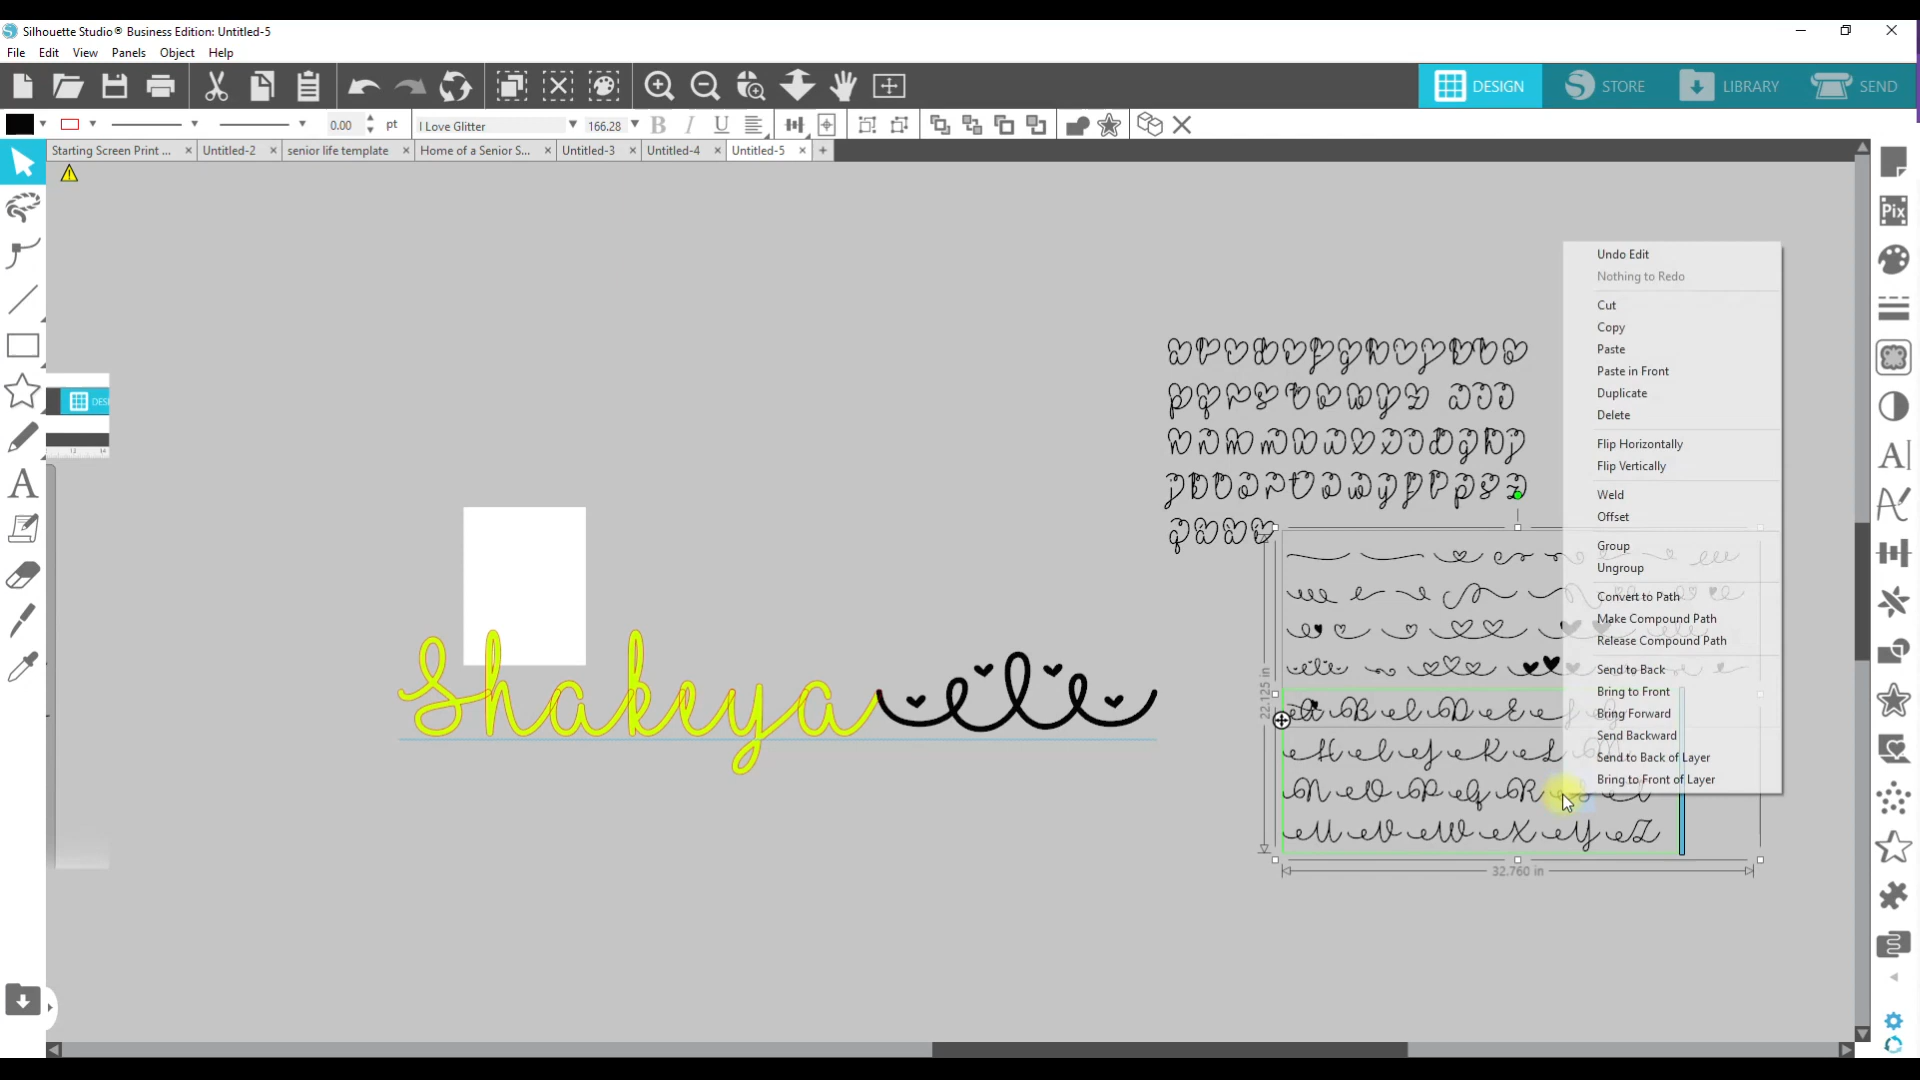 Silhouette Studio® Business Edition: Untitled-5
File Edit View Panels Object Help
DESIGN STORE LIBRARY SEND
0.00 pt I Love Glitter 166.28 B I U
Starting Screen Print ... Untitled-2 senior life template Home of a Senior S... Untitled-3 Untitled-4 Untitled-5
Undo Edit
Nothing to Redo
Cut
Copy
Paste
Paste in Front
Duplicate
Delete
Flip Horizontally
Flip Vertically
Weld
Offset
Group
Ungroup
Convert to Path
Make Compound Path
Release Compound Path
Send to Back
Bring to Front
Bring Forward
Send Backward
Send to Back of Layer
Bring to Front of Layer
Pix
Shakeya
22.125 in
32.760 in